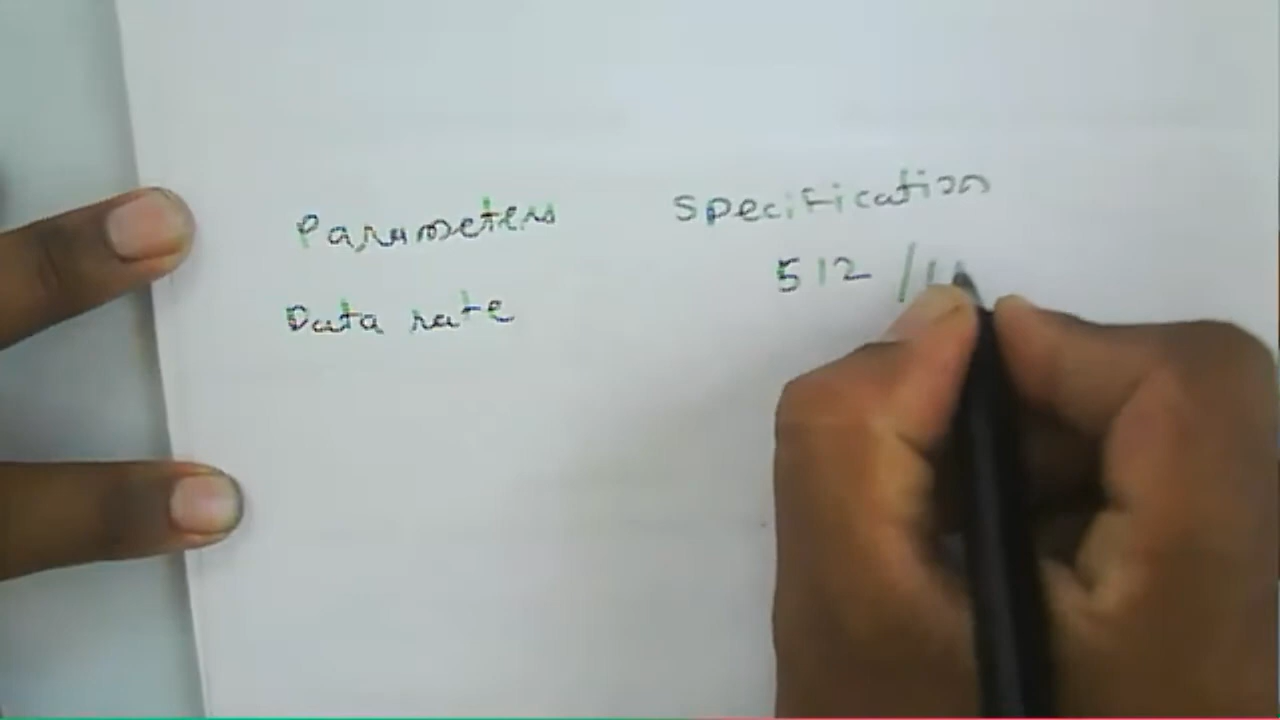 Parameters Specification
Data rate 512 /